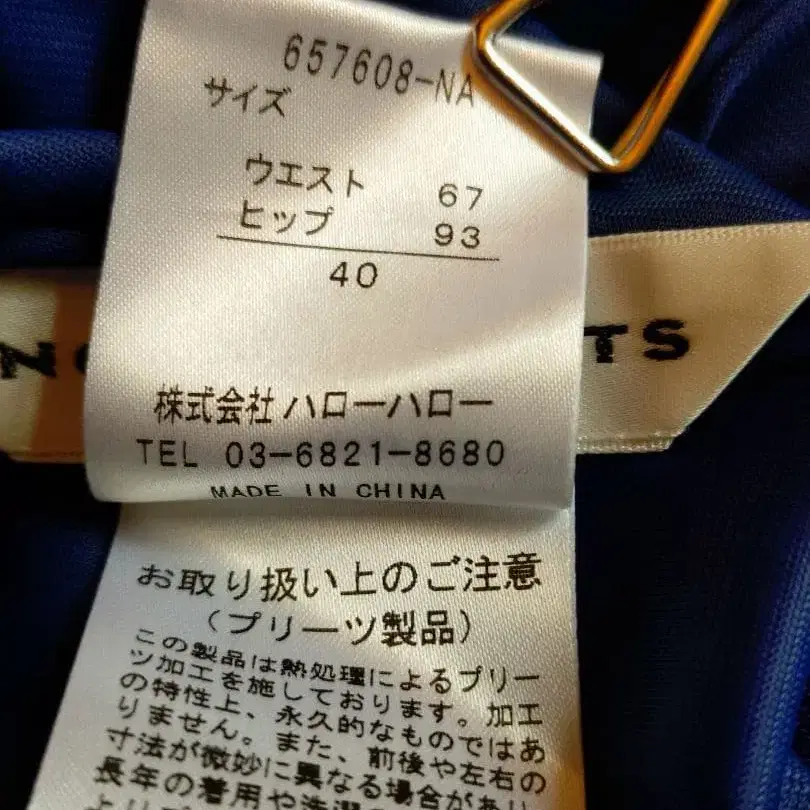 657608-NA
サイズ
ウエスト 67
ヒップ 93
40
株式会社 ハローハロー
TEL 03-6821-8680
MADE IN CHINA
お取り扱い上のご注意
(プリーツ製品)
この製品は熱処理によるプリー
ツ加工を施しております。加工
の特性上、永久的なものではあ
りません。また、前後や左右の
寸法が微妙に異なる場合があり
長年の着用や洗濯
TS